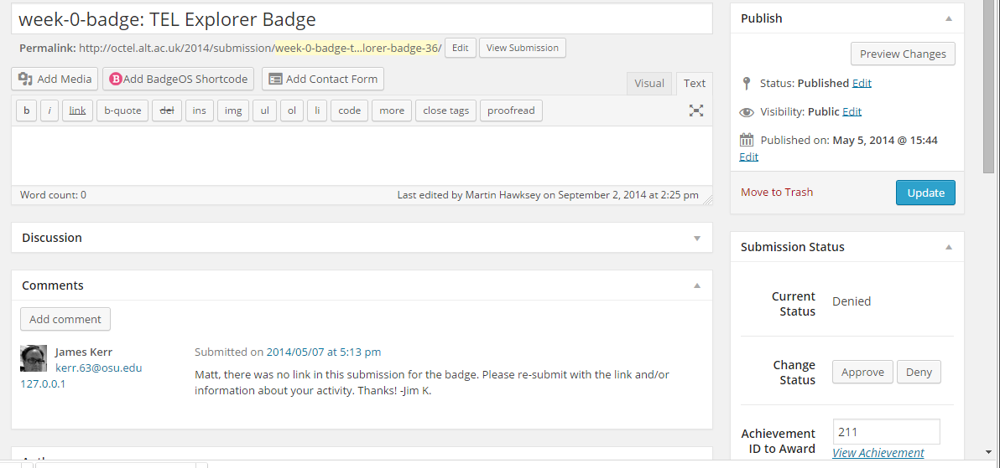 week-0-badge: TEL Explorer Badge
Permalink: http://octel.alt.ac.uk/2014/submission/week-0-badge-t...lorer-badge-36/ Edit View Submission
Add Media Add BadgeOS Shortcode Add Contact Form
Visual Text
b i link b-quote del ins img ul ol li code more close tags proofread
Word count: 0 Last edited by Martin Hawksey on September 2, 2014 at 2:25 pm
Discussion
Comments
Add comment
James Kerr
kerr.63@osu.edu
127.0.0.1
Submitted on 2014/05/07 at 5:13 pm
Matt, there was no link in this submission for the badge. Please re-submit with the link and/or
information about your activity. Thanks! -Jim K.
Publish
Preview Changes
Status: Published Edit
Visibility: Public Edit
Published on: May 5, 2014 @ 15:44
Edit
Move to Trash Update
Submission Status
Current
Status
Denied
Change
Status
Approve Deny
Achievement
ID to Award
211
View Achievement